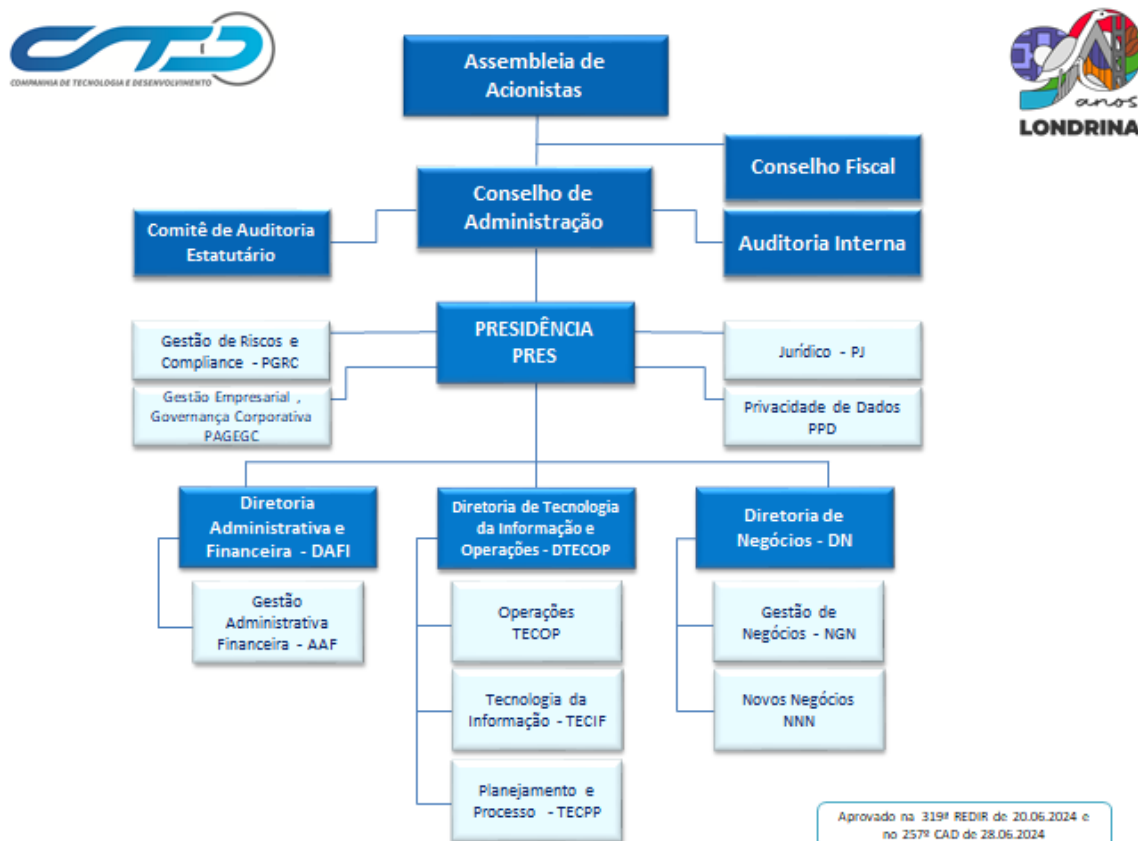 CTD
COMPANHIA DE TECNOLOGIA E DESENVOLVIMENTO
90
anos
LONDRINA
Assembleia de
Acionistas
Conselho Fiscal
Conselho de
Administração
Comitê de Auditoria
Estatutário
Auditoria Interna
PRESIDÊNCIA
PRES
Gestão de Riscos e
Compliance - PGRC
Jurídico - PJ
Gestão Empresarial ,
Governança Corporativa
PAGEGC
Privacidade de Dados
PPD
Diretoria
Administrativa e
Financeira - DAFI
Diretoria de Tecnologia
da Informação e
Operações - DTECOP
Diretoria de
Negócios - DN
Gestão
Administrativa
Financeira - AAF
Operações
TECOP
Gestão de
Negócios - NGN
Tecnologia da
Informação - TECIF
Novos Negócios
NNN
Planejamento e
Processo - TECPP
Aprovado na 319ª REDIR de 20.06.2024 e
no 257º CAD de 28.06.2024